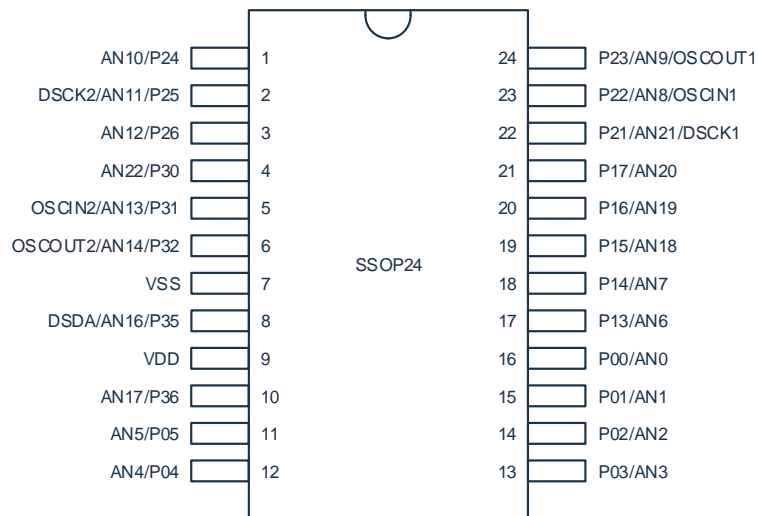 AN10/P24 1 24 P23/AN9/OSCOUT1
DSCK2/AN11/P25 2 23 P22/AN8/OSCIN1
AN12/P26 3 22 P21/AN21/DSCK1
AN22/P30 4 21 P17/AN20
OSCIN2/AN13/P31 5 20 P16/AN19
OSCOUT2/AN14/P32 6 19 P15/AN18
SSOP24
VSS 7 18 P14/AN7
DSDA/AN16/P35 8 17 P13/AN6
VDD 9 16 P00/AN0
AN17/P36 10 15 P01/AN1
AN5/P05 11 14 P02/AN2
AN4/P04 12 13 P03/AN3